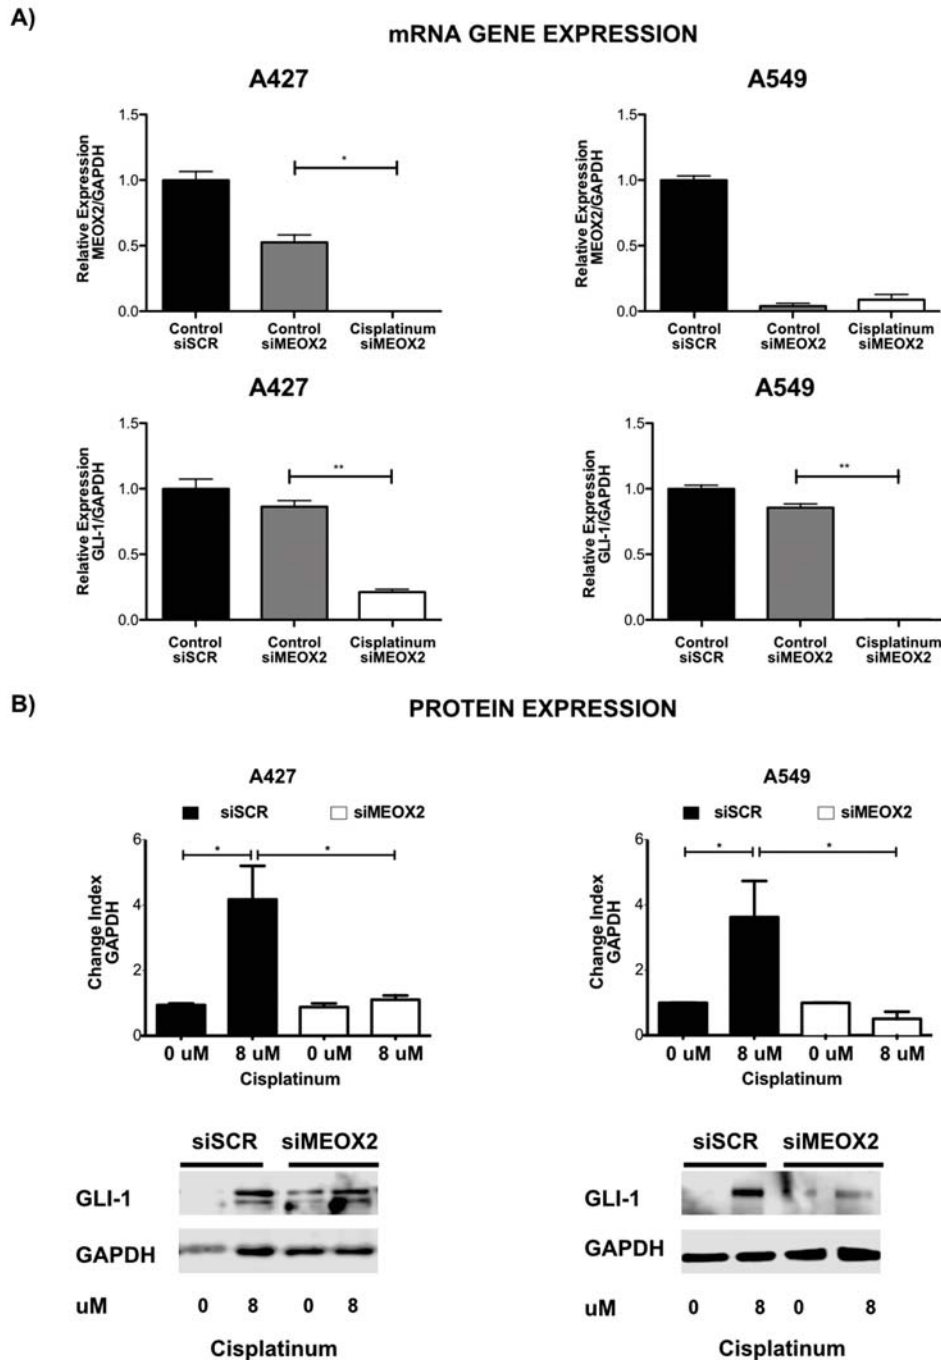 A)
mRNA GENE EXPRESSION
A427
Relative Expression
MEOX2/GAPDH
1.5
1.0
0.5
0.0
*
Control
siSCR
Control
siMEOX2
Cisplatinum
siMEOX2
A549
Relative Expression
MEOX2/GAPDH
1.5
1.0
0.5
0.0
Control
siSCR
Control
siMEOX2
Cisplatinum
siMEOX2
A427
Relative Expression
GLI-1/GAPDH
1.5
1.0
0.5
0.0
**
Control
siSCR
Control
siMEOX2
Cisplatinum
siMEOX2
A549
Relative Expression
GLI-1/GAPDH
1.5
1.0
0.5
0.0
**
Control
siSCR
Control
siMEOX2
Cisplatinum
siMEOX2
B)
PROTEIN EXPRESSION
A427
siSCR siMEOX2
Change Index
GAPDH
6
4
2
0
* *
0 uM 8 uM 0 uM 8 uM
Cisplatinum
A549
siSCR siMEOX2
Change Index
GAPDH
6
4
2
0
* *
0 uM 8 uM 0 uM 8 uM
Cisplatinum
siSCR siMEOX2
GLI-1
GAPDH
uM 0 8 0 8
Cisplatinum
siSCR siMEOX2
GLI-1
GAPDH
uM 0 8 0 8
Cisplatinum